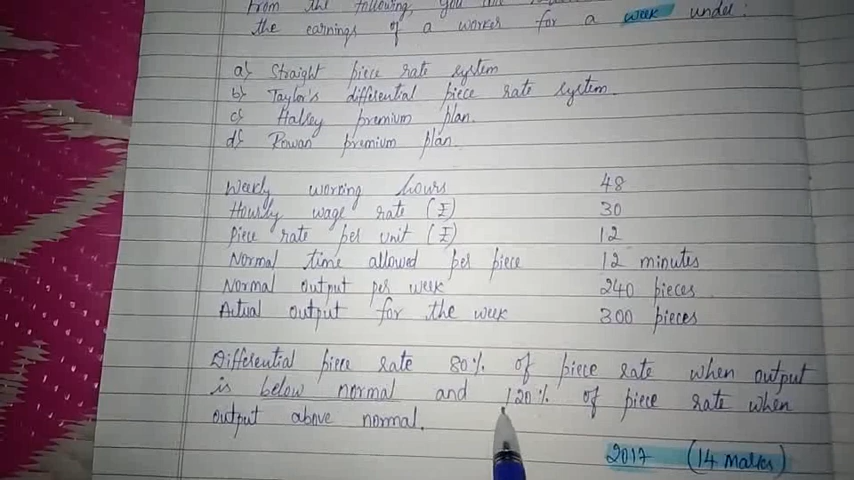 From the following, you
the earnings of a worker for a week under:
a) Straight piece rate system
b) Taylor's differential piece rate system.
c) Halsey premium plan.
d) Rowan premium plan.
Weekly working hours 48
Hourly wage rate (₹) 30
Piece rate per unit (₹) 12
Normal time allowed per piece 12 minutes
Normal output per week 240 pieces
Actual output for the week 300 pieces
Differential piece rate 80% of piece rate when output
is below normal and 120% of piece rate when
output above normal.
2017 (14 Marks)